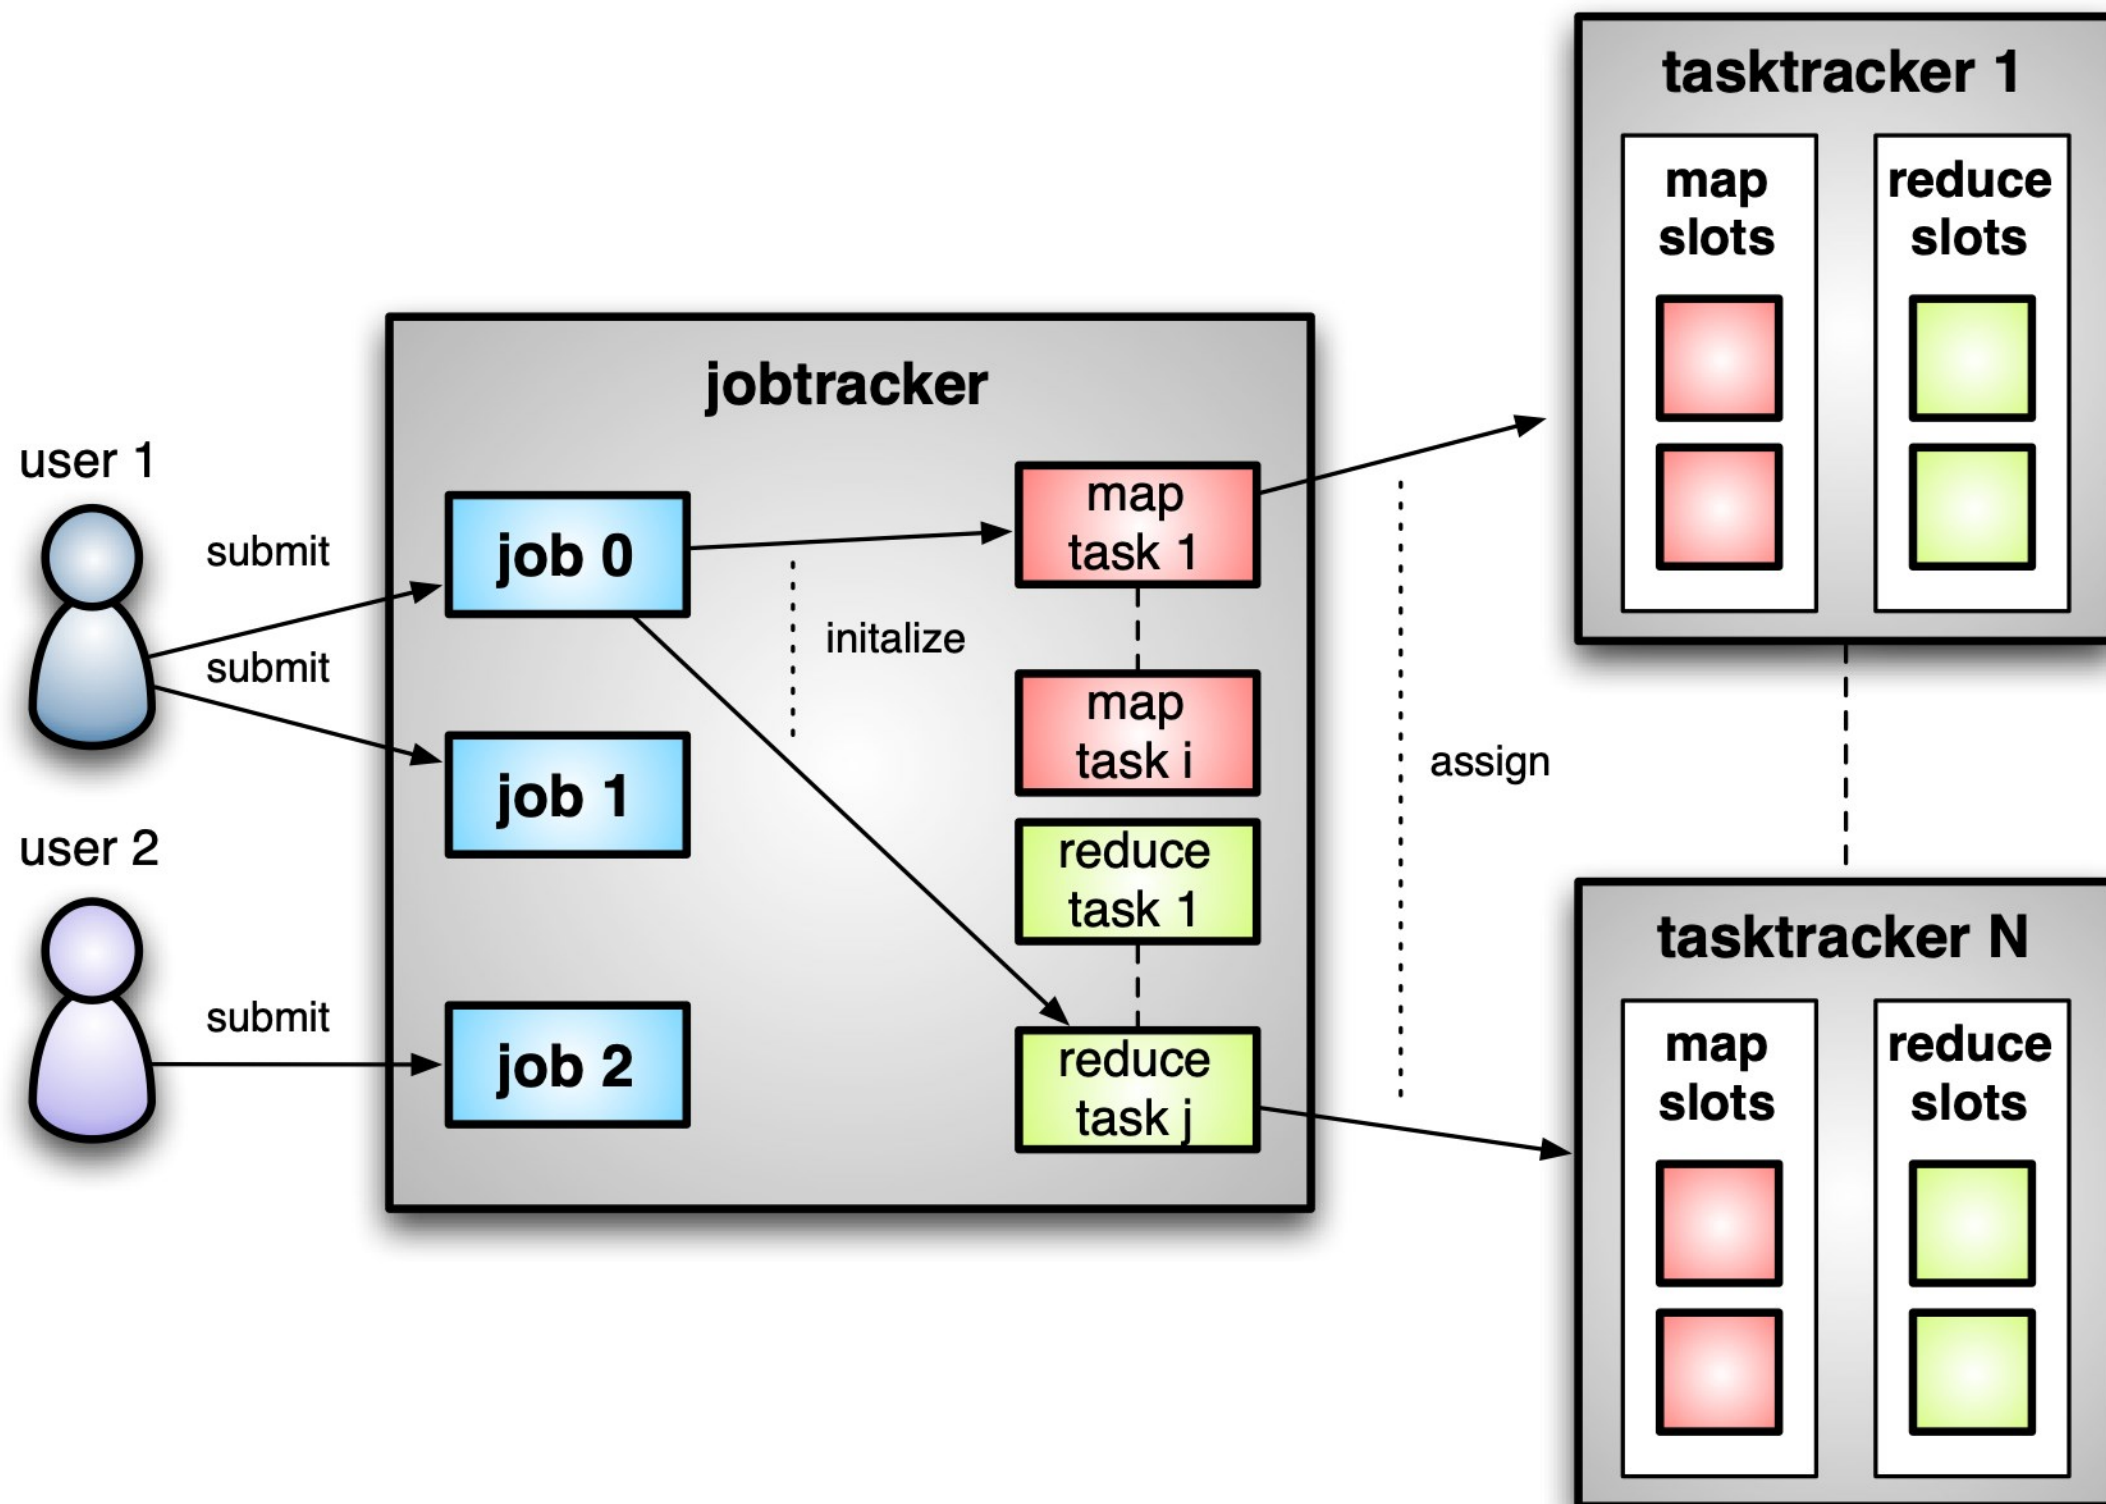 tasktracker 1
map
slots
reduce
slots
jobtracker
user 1
submit
submit
job 0
initalize
job 1
user 2
submit
job 2
map
task 1
map
task i
reduce
task 1
reduce
task j
assign
tasktracker N
map
slots
reduce
slots